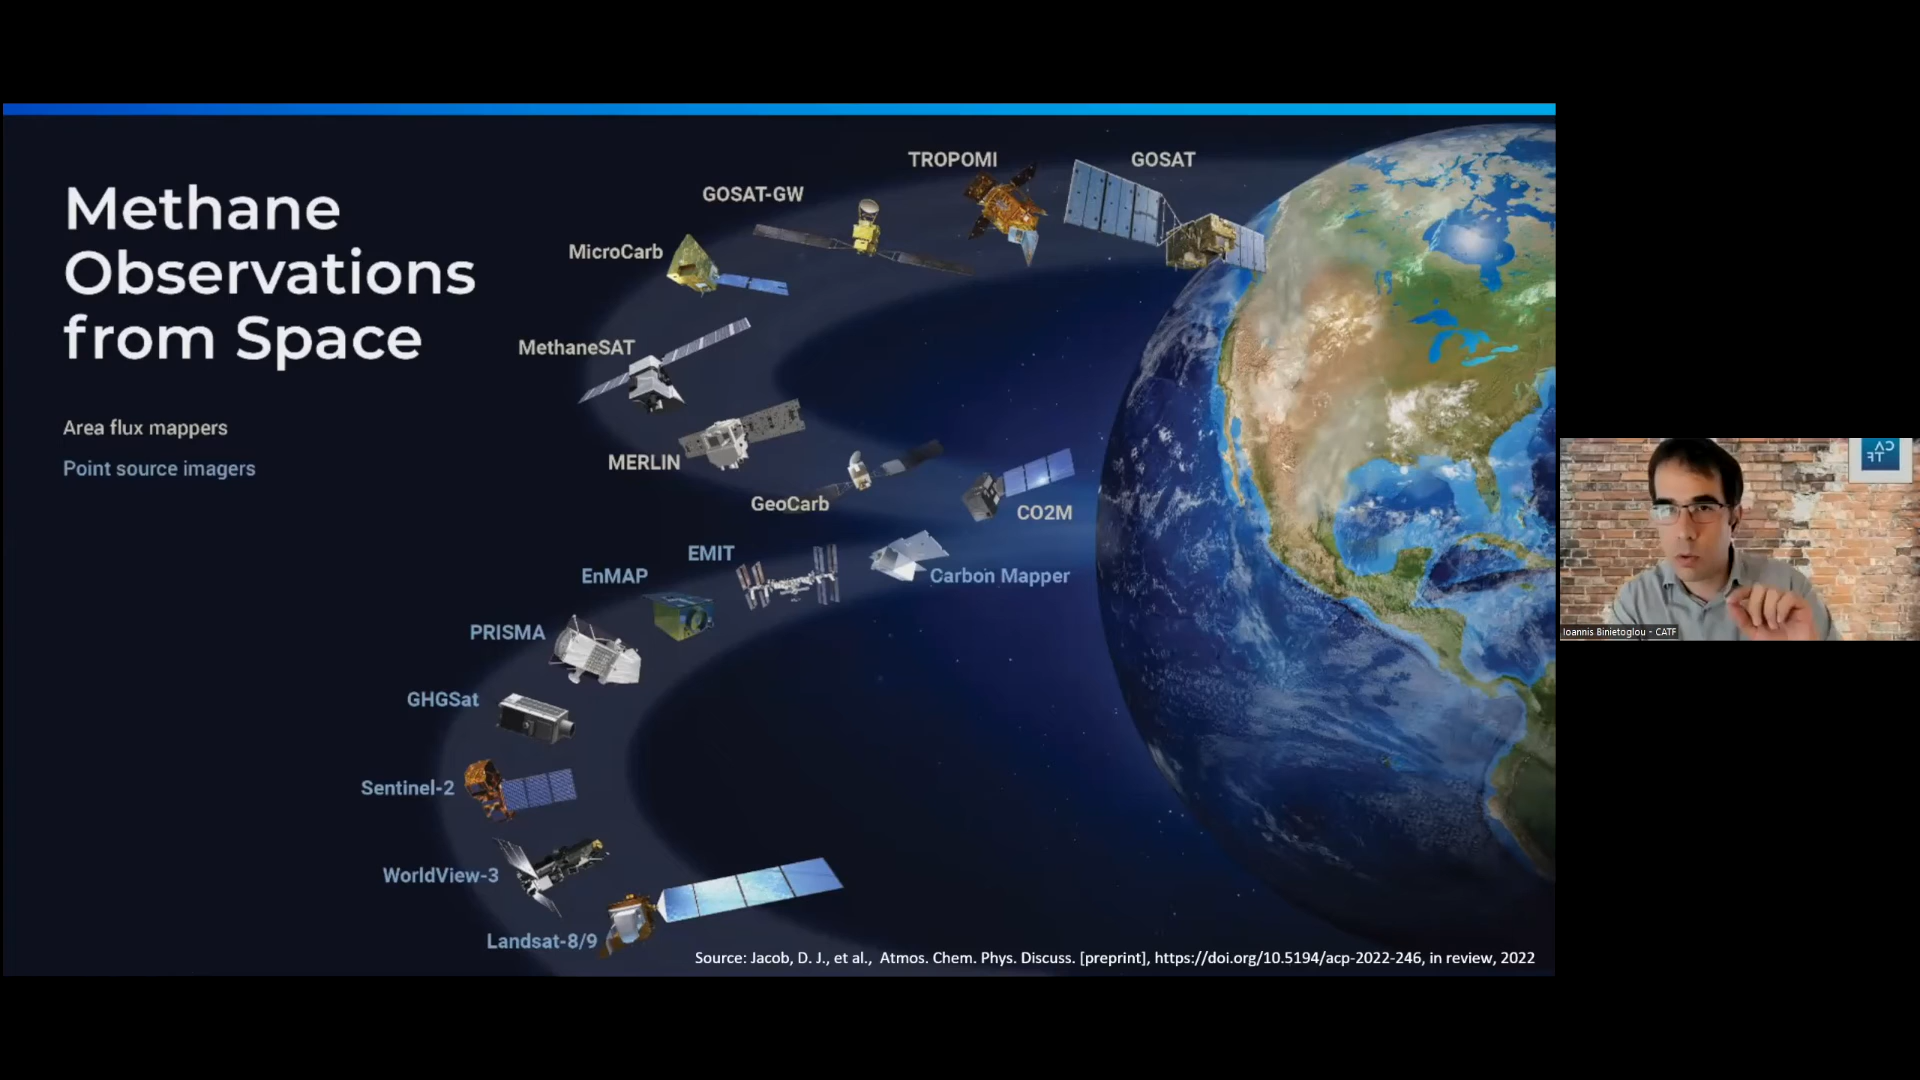 Methane
Observations
from Space
Area flux mappers
Point source imagers
TROPOMI
GOSAT
GOSAT-GW
MicroCarb
MethaneSAT
MERLIN
GeoCarb
CO2M
EMIT
Carbon Mapper
EnMAP
PRISMA
GHGSat
Sentinel-2
WorldView-3
Landsat-8/9
Source: Jacob, D. J., et al., Atmos. Chem. Phys. Discuss. [preprint], https://doi.org/10.5194/acp-2022-246, in review, 2022
CA
TF
Ioannis Binietoglou - CATF